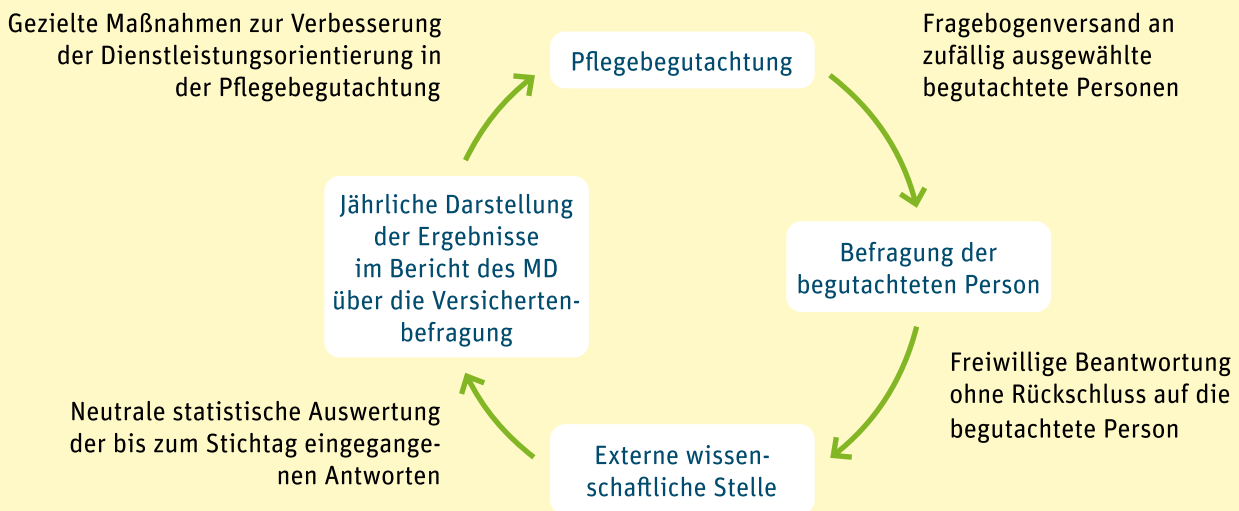 Gezielte Maßnahmen zur Verbesserung
der Dienstleistungsorientierung in
der Pflegebegutachtung
Pflegebegutachtung
Fragebogenversand an
zufällig ausgewählte
begutachtete Personen
Befragung der
begutachteten Person
Freiwillige Beantwortung
ohne Rückschluss auf die
begutachtete Person
Externe wissen-
schaftliche Stelle
Neutrale statistische Auswertung
der bis zum Stichtag eingegange-
nen Antworten
Jährliche Darstellung
der Ergebnisse
im Bericht des MD
über die Versicherten-
befragung